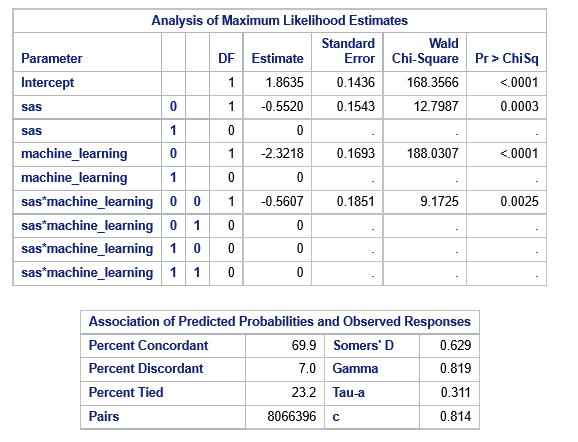 Analysis of Maximum Likelihood Estimates
Parameter DF Estimate Standard Error Wald Chi-Square Pr > ChiSq
Intercept 1 1.8635 0.1436 168.3566 <.0001
sas 0 1 -0.5520 0.1543 12.7987 0.0003
sas 1 0 0 . . .
machine_learning 0 1 -2.3218 0.1693 188.0307 <.0001
machine_learning 1 0 0 . . .
sas*machine_learning 0 0 1 -0.5607 0.1851 9.1725 0.0025
sas*machine_learning 0 1 0 0 . . .
sas*machine_learning 1 0 0 0 . . .
sas*machine_learning 1 1 0 0 . . .
Association of Predicted Probabilities and Observed Responses
Percent Concordant 69.9 Somers' D 0.629
Percent Discordant 7.0 Gamma 0.819
Percent Tied 23.2 Tau-a 0.311
Pairs 8066396 c 0.814